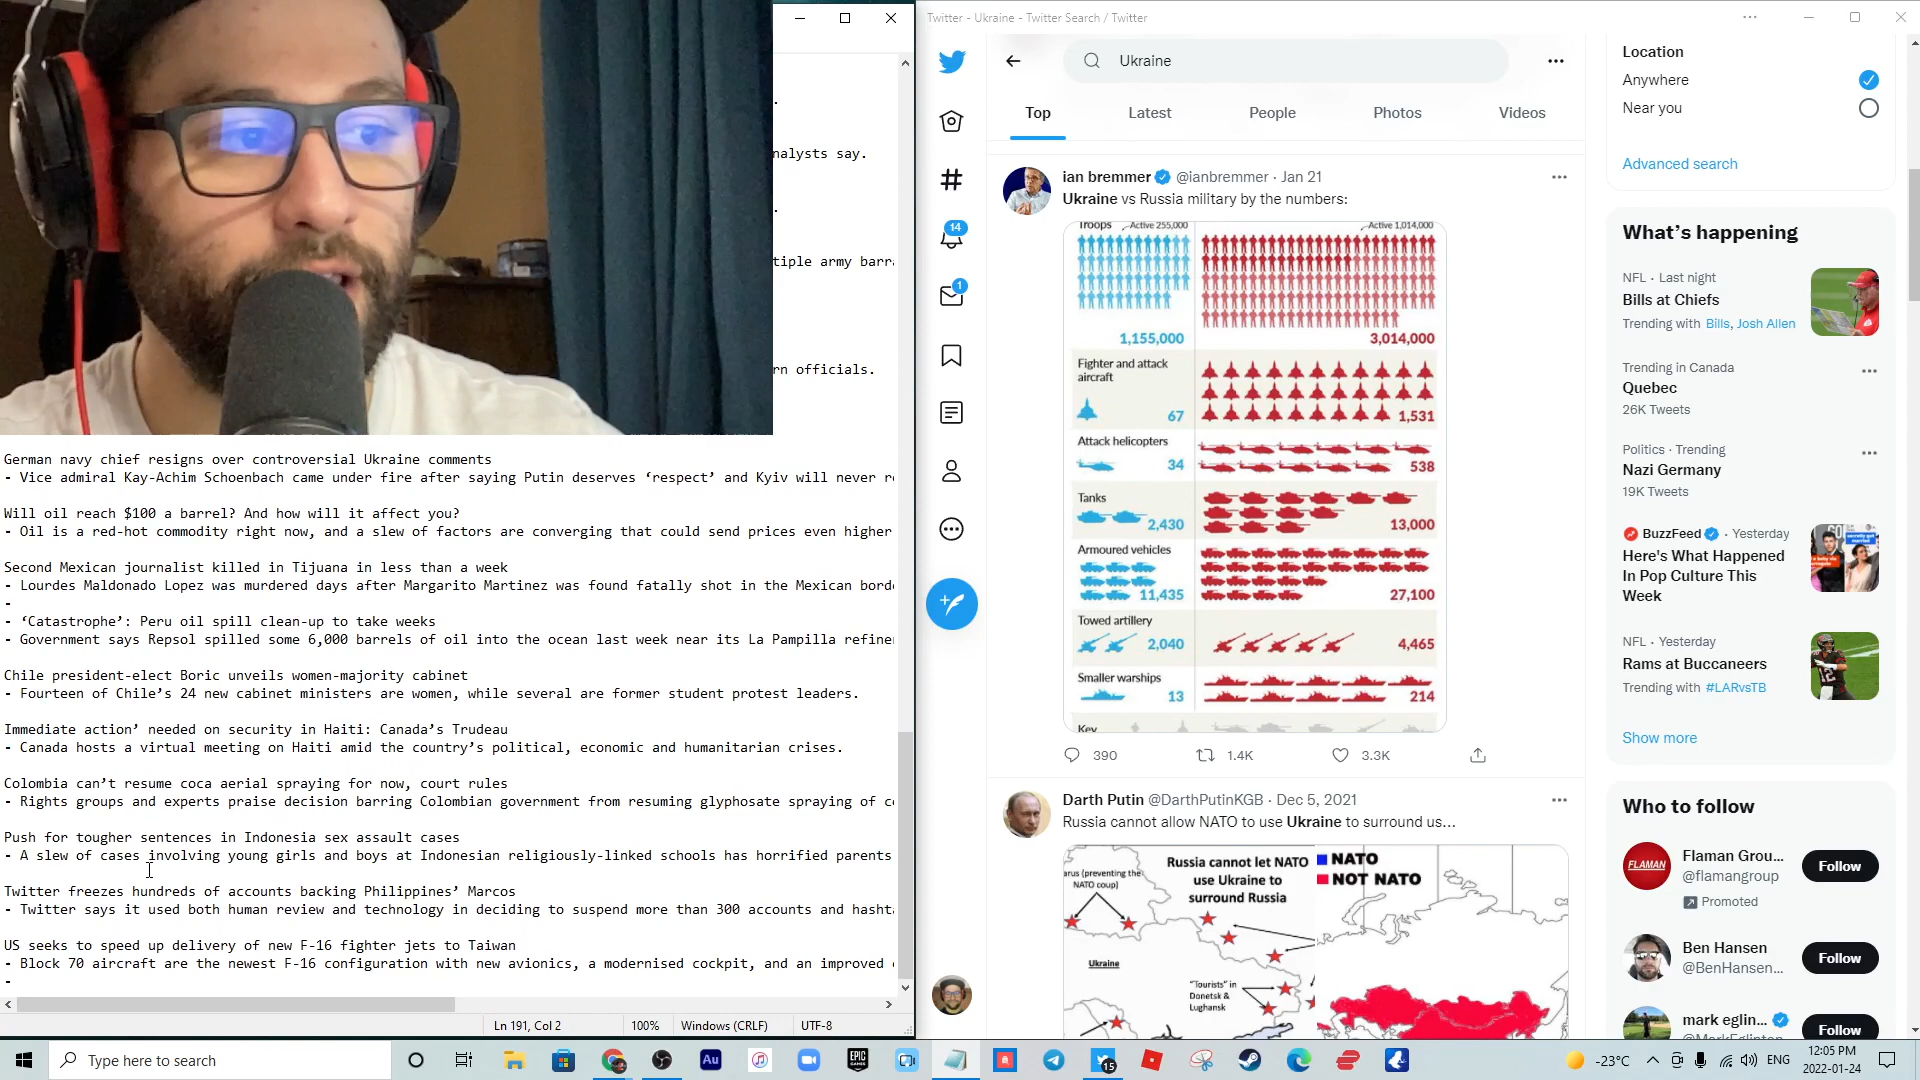 nalysts say.
tiple army barr
rn officials.
German navy chief resigns over controversial Ukraine comments
- Vice admiral Kay-Achim Schoenbach came under fire after saying Putin deserves ‘respect’ and Kyiv will never r
Will oil reach $100 a barrel? And how will it affect you?
- Oil is a red-hot commodity right now, and a slew of factors are converging that could send prices even higher
Second Mexican journalist killed in Tijuana in less than a week
- Lourdes Maldonado Lopez was murdered days after Margarito Martinez was found fatally shot in the Mexican bord
-
- ‘Catastrophe’: Peru oil spill clean-up to take weeks
- Government says Repsol spilled some 6,000 barrels of oil into the ocean last week near its La Pampilla refine
Chile president-elect Boric unveils women-majority cabinet
- Fourteen of Chile’s 24 new cabinet ministers are women, while several are former student protest leaders.
Immediate action’ needed on security in Haiti: Canada’s Trudeau
- Canada hosts a virtual meeting on Haiti amid the country’s political, economic and humanitarian crises.
Colombia can’t resume coca aerial spraying for now, court rules
- Rights groups and experts praise decision barring Colombian government from resuming glyphosate spraying of c
Push for tougher sentences in Indonesia sex assault cases
- A slew of cases involving young girls and boys at Indonesian religiously-linked schools has horrified parents
Twitter freezes hundreds of accounts backing Philippines’ Marcos
- Twitter says it used both human review and technology in deciding to suspend more than 300 accounts and hasht
US seeks to speed up delivery of new F-16 fighter jets to Taiwan
- Block 70 aircraft are the newest F-16 configuration with new avionics, a modernised cockpit, and an improved
-
Ln 191, Col 2 100% Windows (CRLF) UTF-8
Twitter - Ukraine - Twitter Search / Twitter
Ukraine
Top Latest People Photos Videos
14
1
ian bremmer @ianbremmer · Jan 21
Ukraine vs Russia military by the numbers:
Troops Active 255,000 Active 1,014,000
1,155,000 3,014,000
Fighter and attack
aircraft
67 1,531
Attack helicopters
34 538
Tanks
2,430 13,000
Armoured vehicles
11,435 27,100
Towed artillery
2,040 4,465
Smaller warships
13 214
Key
390 1.4K 3.3K
Darth Putin @DarthPutinKGB · Dec 5, 2021
Russia cannot allow NATO to use Ukraine to surround us...
arus (preventing the
NATO coup)
Russia cannot let NATO
use Ukraine to
surround Russia
Ukraine
"Tourists" in
Donetsk &
Lughansk
NATO
NOT NATO
Location
Anywhere
Near you
Advanced search
What’s happening
NFL · Last night
Bills at Chiefs
Trending with Bills, Josh Allen
Trending in Canada
Quebec
26K Tweets
Politics · Trending
Nazi Germany
19K Tweets
BuzzFeed · Yesterday
Here's What Happened
In Pop Culture This
Week
NFL · Yesterday
Rams at Buccaneers
Trending with #LARvsTB
Show more
Who to follow
FLAMAN
Flaman Grou...
@flamangroup
Follow
Promoted
Ben Hansen
@BenHansen...
Follow
mark eglin...
Follow
Type here to search
Au
EPIC
15
-23°C
ENG
12:05 PM
2022-01-24